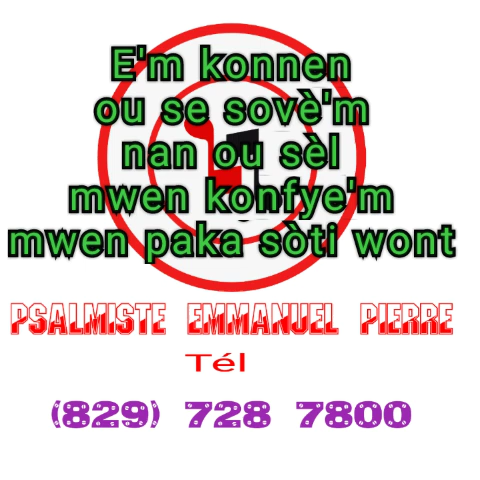 E'm konnen
ou se sovè'm
nan ou sèl
mwen konfye'm
mwen paka sòti wont
PSALMISTE EMMANUEL PIERRE
Tél
(829) 728 7800